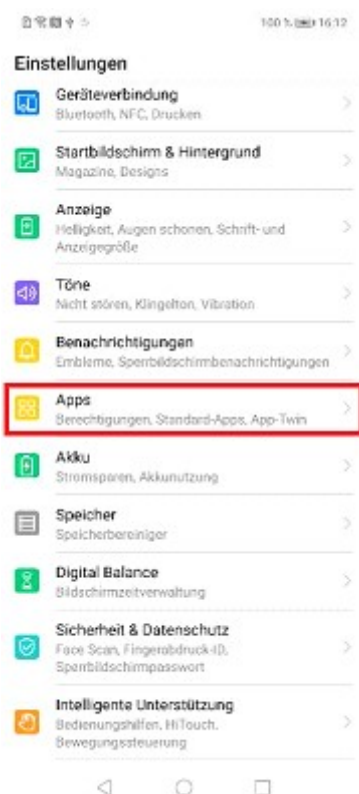 100 % 16:12
Einstellungen
Geräteverbindung
Bluetooth, NFC, Drucken
Startbildschirm & Hintergrund
Magazine, Designs
Anzeige
Helligkeit, Augen schonen, Schrift- und
Anzeigegröße
Töne
Nicht stören, Klingelton, Vibration
Benachrichtigungen
Embleme, Sperrbildschirmbenachrichtigungen
Apps
Berechtigungen, Standard-Apps, App-Twin
Akku
Stromsparen, Akkunutzung
Speicher
Speicherbereiniger
Digital Balance
Bildschirmzeitverwaltung
Sicherheit & Datenschutz
Face Scan, Fingerabdruck-ID,
Sperrbildschirmpasswort
Intelligente Unterstützung
Bedienungshilfen, HiTouch,
Bewegungssteuerung